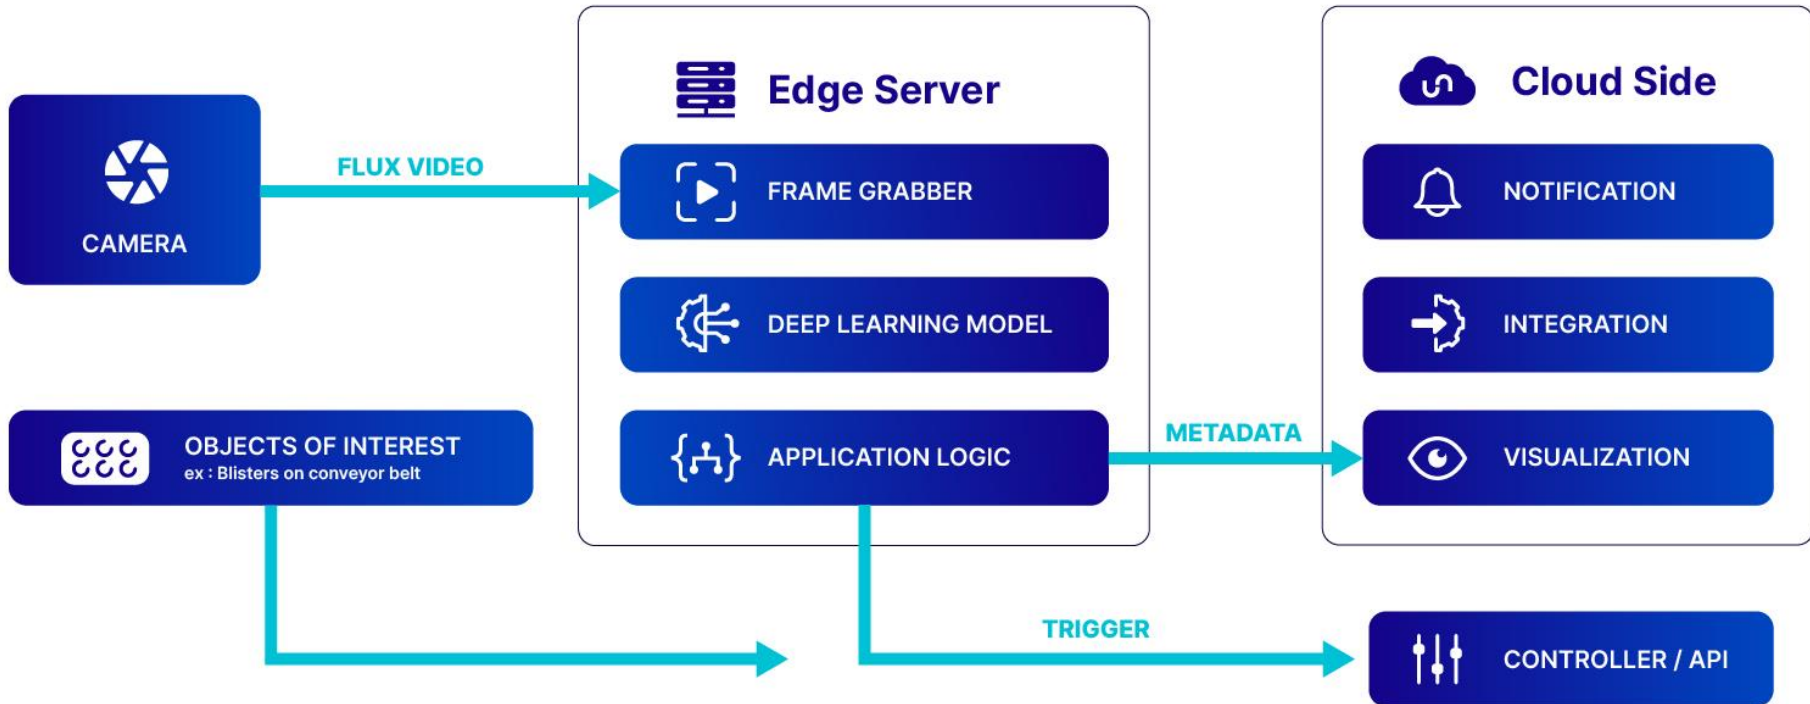 CAMERA
FLUX VIDEO
OBJECTS OF INTEREST
ex : Blisters on conveyor belt
Edge Server
FRAME GRABBER
DEEP LEARNING MODEL
APPLICATION LOGIC
METADATA
TRIGGER
Cloud Side
NOTIFICATION
INTEGRATION
VISUALIZATION
CONTROLLER / API